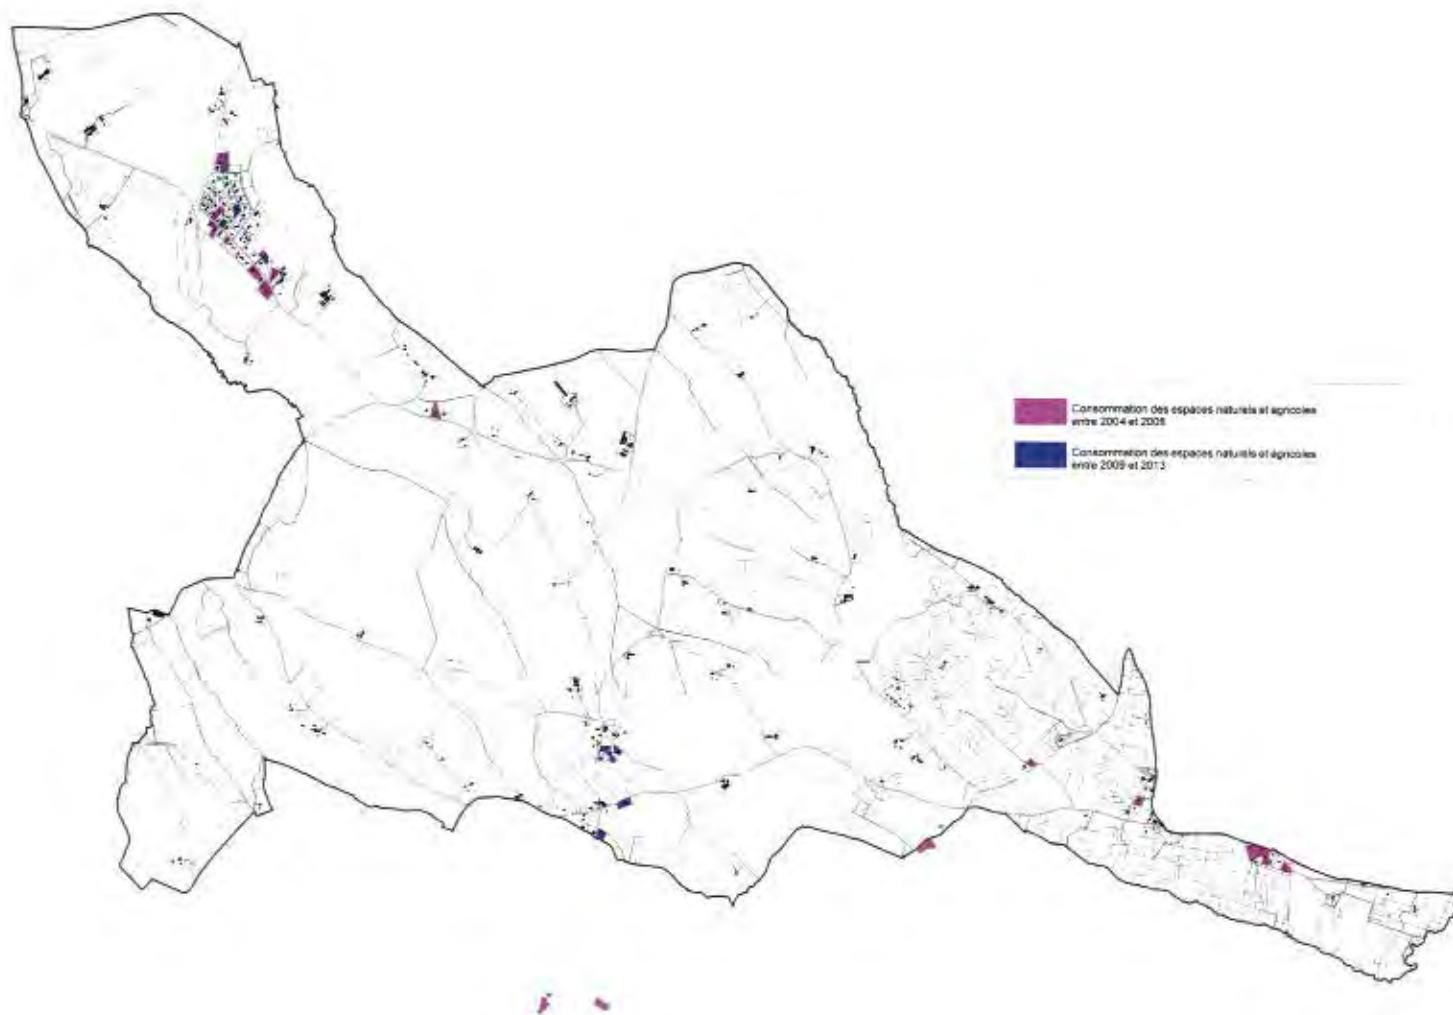 Consommation des espaces naturels et agricoles
entre 2004 et 2008
Consommation des espaces naturels et agricoles
entre 2009 et 2013